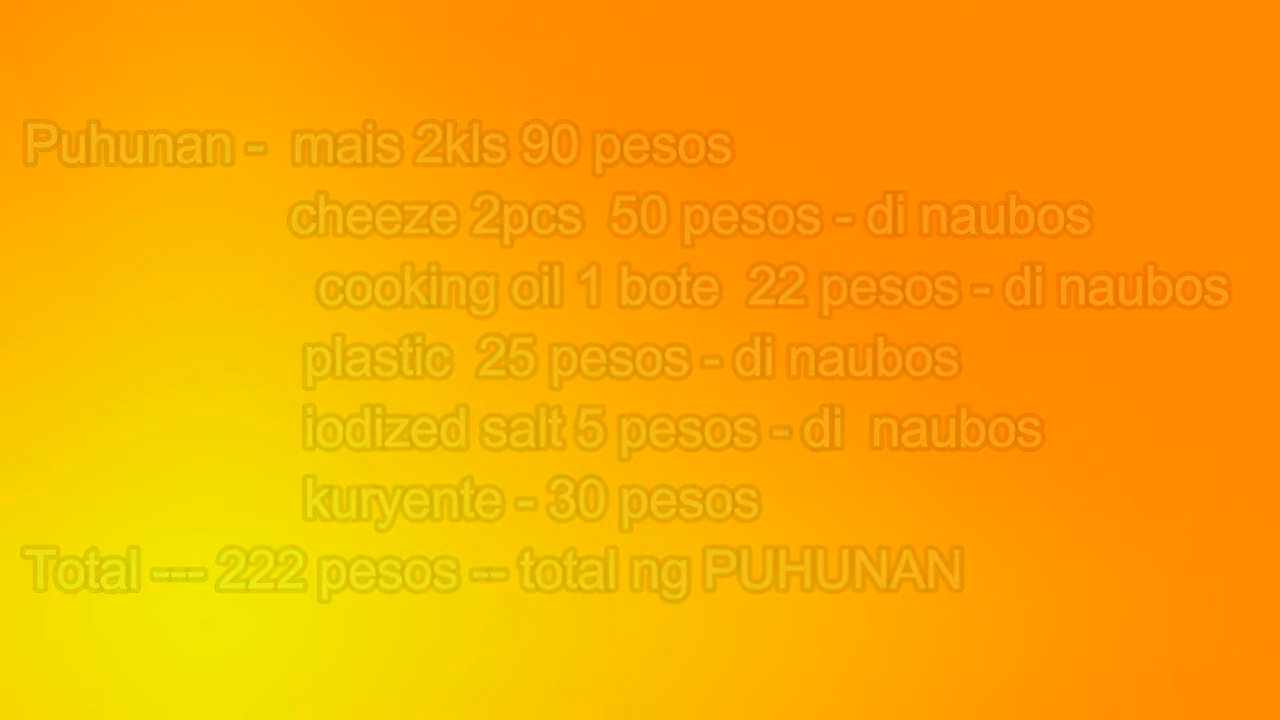 Puhunan - mais 2kls 90 pesos
cheeze 2pcs 50 pesos - di naubos
cooking oil 1 bote 22 pesos - di naubos
plastic 25 pesos - di naubos
iodized salt 5 pesos - di naubos
kuryente - 30 pesos
Total --- 222 pesos -- total ng PUHUNAN